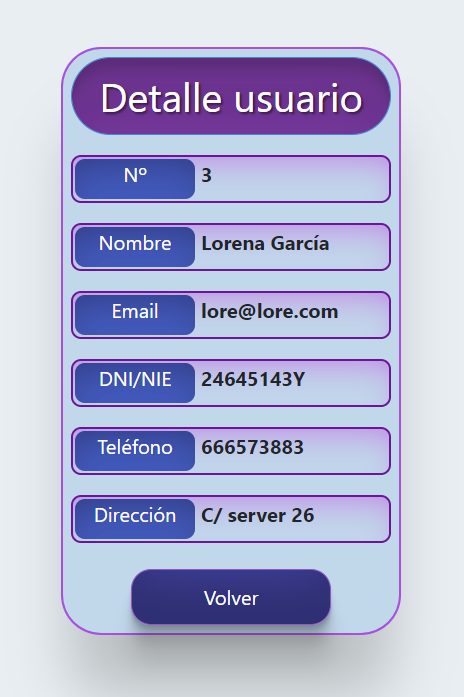 Detalle usuario
Nº 3
Nombre Lorena García
Email lore@lore.com
DNI/NIE 24645143Y
Teléfono 666573883
Dirección C/ server 26
Volver